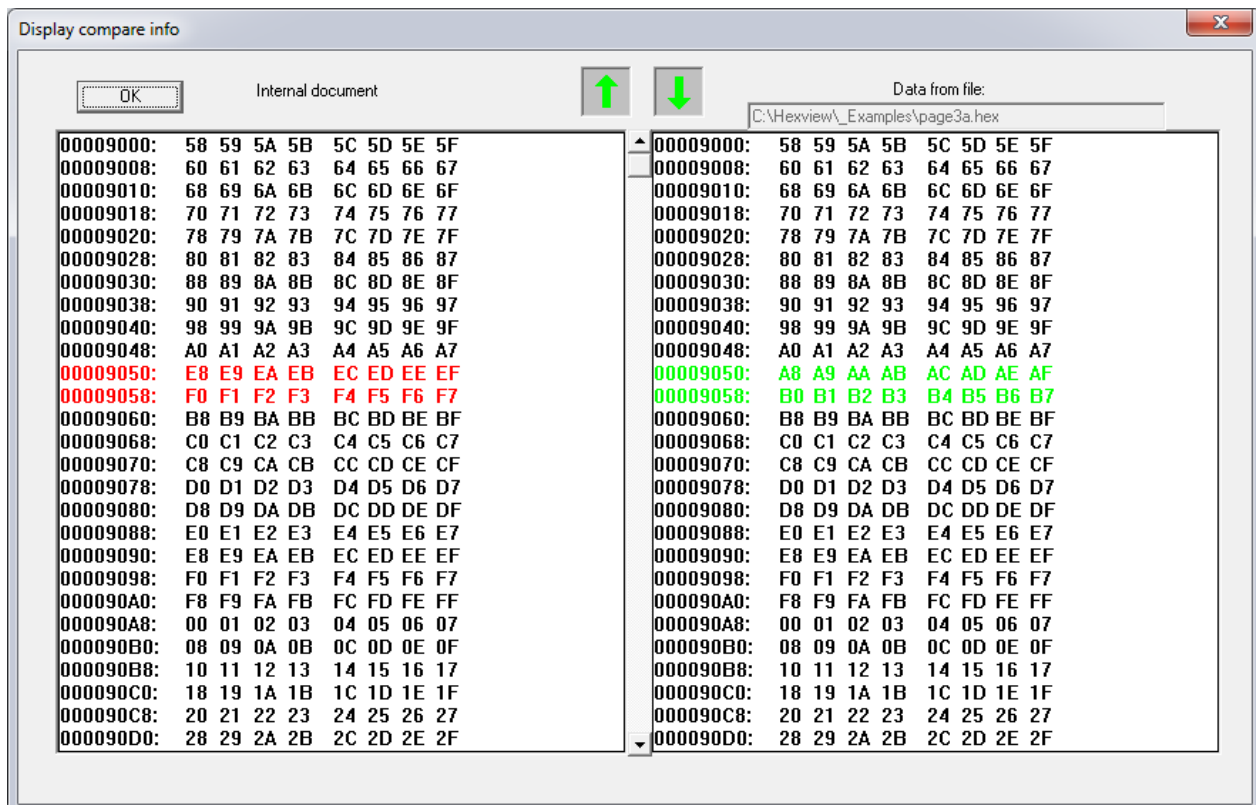 Display compare info
OK
Internal document
Data from file:
C:\Hexview\_Examples\page3a.hex
00009000: 58 59 5A 5B 5C 5D 5E 5F
00009008: 60 61 62 63 64 65 66 67
00009010: 68 69 6A 6B 6C 6D 6E 6F
00009018: 70 71 72 73 74 75 76 77
00009020: 78 79 7A 7B 7C 7D 7E 7F
00009028: 80 81 82 83 84 85 86 87
00009030: 88 89 8A 8B 8C 8D 8E 8F
00009038: 90 91 92 93 94 95 96 97
00009040: 98 99 9A 9B 9C 9D 9E 9F
00009048: A0 A1 A2 A3 A4 A5 A6 A7
00009050: E8 E9 EA EB EC ED EE EF
00009058: F0 F1 F2 F3 F4 F5 F6 F7
00009060: B8 B9 BA BB BC BD BE BF
00009068: C0 C1 C2 C3 C4 C5 C6 C7
00009070: C8 C9 CA CB CC CD CE CF
00009078: D0 D1 D2 D3 D4 D5 D6 D7
00009080: D8 D9 DA DB DC DD DE DF
00009088: E0 E1 E2 E3 E4 E5 E6 E7
00009090: E8 E9 EA EB EC ED EE EF
00009098: F0 F1 F2 F3 F4 F5 F6 F7
000090A0: F8 F9 FA FB FC FD FE FF
000090A8: 00 01 02 03 04 05 06 07
000090B0: 08 09 0A 0B 0C 0D 0E 0F
000090B8: 10 11 12 13 14 15 16 17
000090C0: 18 19 1A 1B 1C 1D 1E 1F
000090C8: 20 21 22 23 24 25 26 27
000090D0: 28 29 2A 2B 2C 2D 2E 2F
00009000: 58 59 5A 5B 5C 5D 5E 5F
00009008: 60 61 62 63 64 65 66 67
00009010: 68 69 6A 6B 6C 6D 6E 6F
00009018: 70 71 72 73 74 75 76 77
00009020: 78 79 7A 7B 7C 7D 7E 7F
00009028: 80 81 82 83 84 85 86 87
00009030: 88 89 8A 8B 8C 8D 8E 8F
00009038: 90 91 92 93 94 95 96 97
00009040: 98 99 9A 9B 9C 9D 9E 9F
00009048: A0 A1 A2 A3 A4 A5 A6 A7
00009050: A8 A9 AA AB AC AD AE AF
00009058: B0 B1 B2 B3 B4 B5 B6 B7
00009060: B8 B9 BA BB BC BD BE BF
00009068: C0 C1 C2 C3 C4 C5 C6 C7
00009070: C8 C9 CA CB CC CD CE CF
00009078: D0 D1 D2 D3 D4 D5 D6 D7
00009080: D8 D9 DA DB DC DD DE DF
00009088: E0 E1 E2 E3 E4 E5 E6 E7
00009090: E8 E9 EA EB EC ED EE EF
00009098: F0 F1 F2 F3 F4 F5 F6 F7
000090A0: F8 F9 FA FB FC FD FE FF
000090A8: 00 01 02 03 04 05 06 07
000090B0: 08 09 0A 0B 0C 0D 0E 0F
000090B8: 10 11 12 13 14 15 16 17
000090C0: 18 19 1A 1B 1C 1D 1E 1F
000090C8: 20 21 22 23 24 25 26 27
000090D0: 28 29 2A 2B 2C 2D 2E 2F